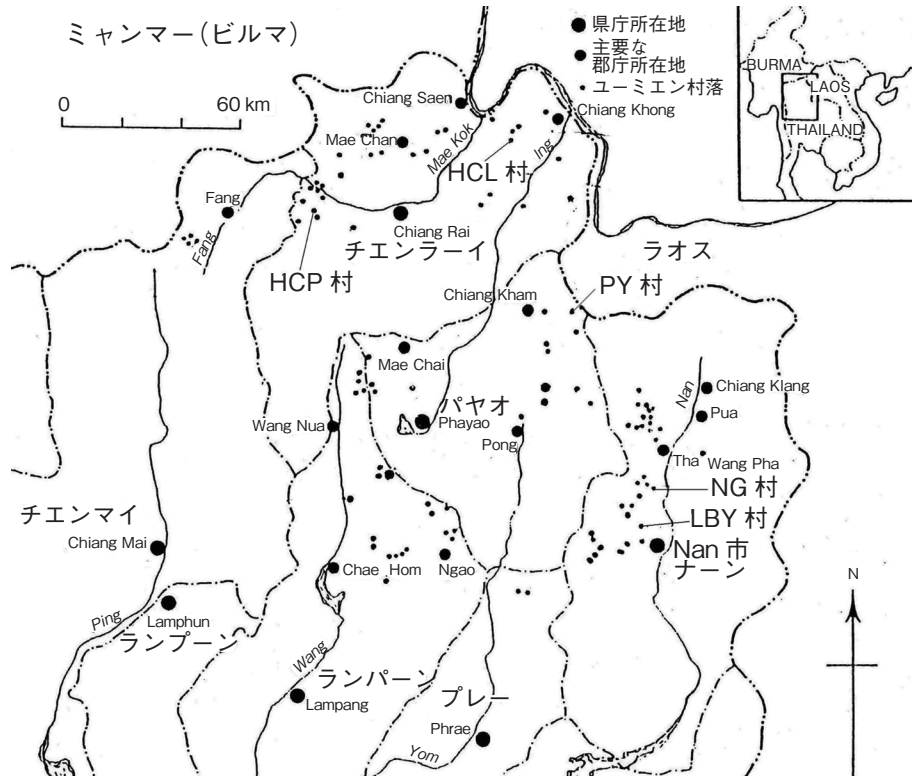 ミャンマー(ビルマ)
県庁所在地
主要な
郡庁所在地
ユーミエン村落
BURMA
LAOS
THAILAND
0 60 km
Chiang Saen
Chiang Khong
Mae Chan
Mae Kok
HCL 村
Ing
Fang
Fang
Chiang Rai
チエンラーイ
HCP 村
ラオス
PY 村
Chiang Kham
Mae Chai
Nan
Chiang Klang
パヤオ
Phayao
Pua
Wang Nua
Pong
Tha Wang Pha
NG 村
LBY 村
チエンマイ
Chiang Mai
Nan 市
ナーン
Chae Hom
Ngao
N
Ping
Lamphun
ランプーン
Wang
ランパーン
Lampang
プレー
Phrae
Yom